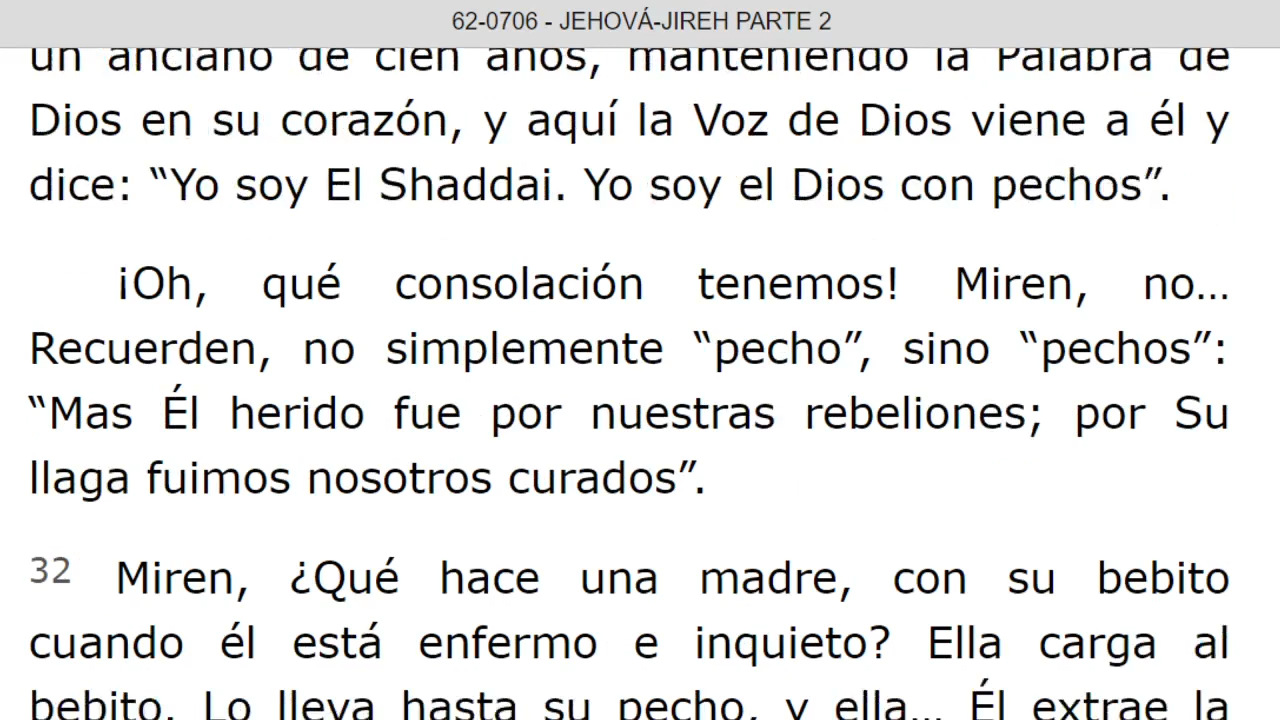 62-0706 - JEHOVÁ-JIREH PARTE 2
un anciano de cien años, manteniendo la Palabra de
Dios en su corazón, y aquí la Voz de Dios viene a él y
dice: “Yo soy El Shaddai. Yo soy el Dios con pechos”.
¡Oh, qué consolación tenemos! Miren, no…
Recuerden, no simplemente “pecho”, sino “pechos”:
“Mas Él herido fue por nuestras rebeliones; por Su
llaga fuimos nosotros curados”.
32 Miren, ¿Qué hace una madre, con su bebito
cuando él está enfermo e inquieto? Ella carga al
bebito. Lo lleva hasta su pecho, y ella… Él extrae la